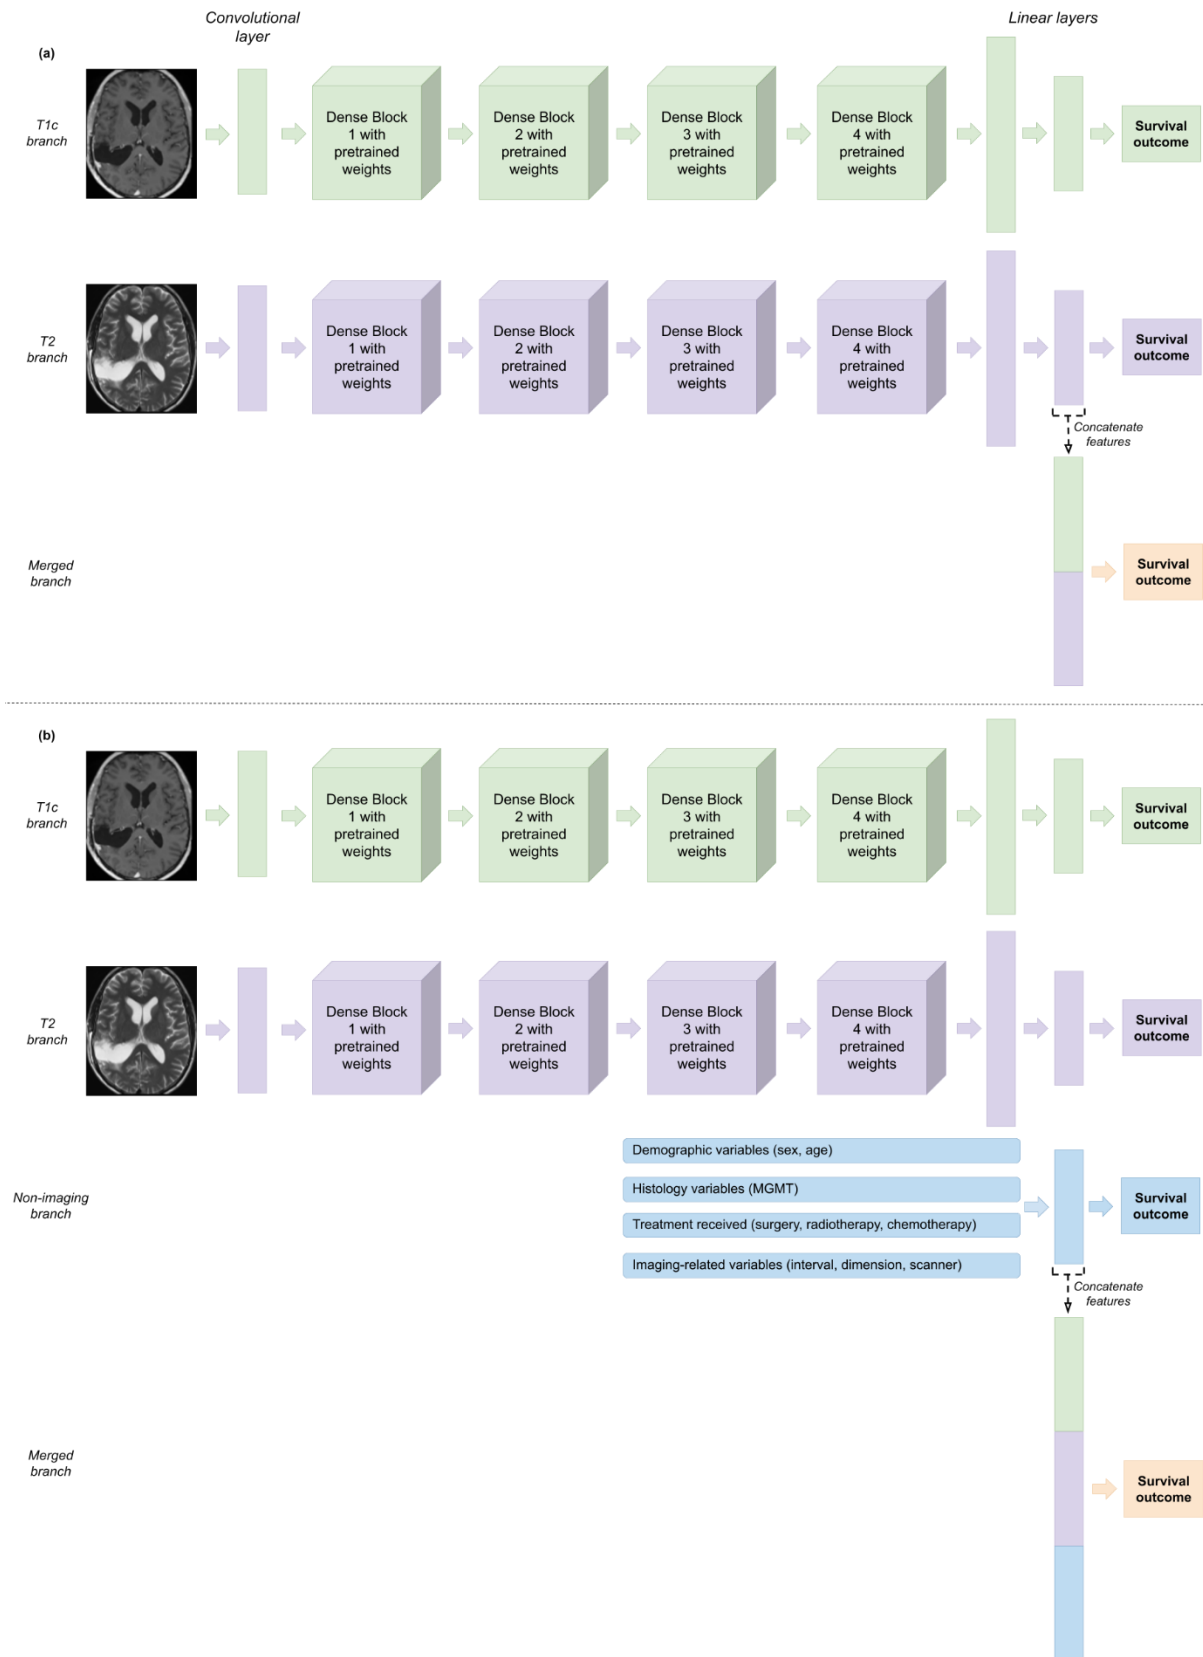 Convolutional
layer
Linear layers
(a)
T1c
branch
Dense Block
1 with
pretrained
weights
Dense Block
2 with
pretrained
weights
Dense Block
3 with
pretrained
weights
Dense Block
4 with
pretrained
weights
Survival
outcome
T2
branch
Dense Block
1 with
pretrained
weights
Dense Block
2 with
pretrained
weights
Dense Block
3 with
pretrained
weights
Dense Block
4 with
pretrained
weights
Survival
outcome
Concatenate
features
Merged
branch
Survival
outcome
(b)
T1c
branch
Dense Block
1 with
pretrained
weights
Dense Block
2 with
pretrained
weights
Dense Block
3 with
pretrained
weights
Dense Block
4 with
pretrained
weights
Survival
outcome
T2
branch
Dense Block
1 with
pretrained
weights
Dense Block
2 with
pretrained
weights
Dense Block
3 with
pretrained
weights
Dense Block
4 with
pretrained
weights
Survival
outcome
Non-imaging
branch
Demographic variables (sex, age)
Histology variables (MGMT)
Treatment received (surgery, radiotherapy, chemotherapy)
Imaging-related variables (interval, dimension, scanner)
Survival
outcome
Concatenate
features
Merged
branch
Survival
outcome